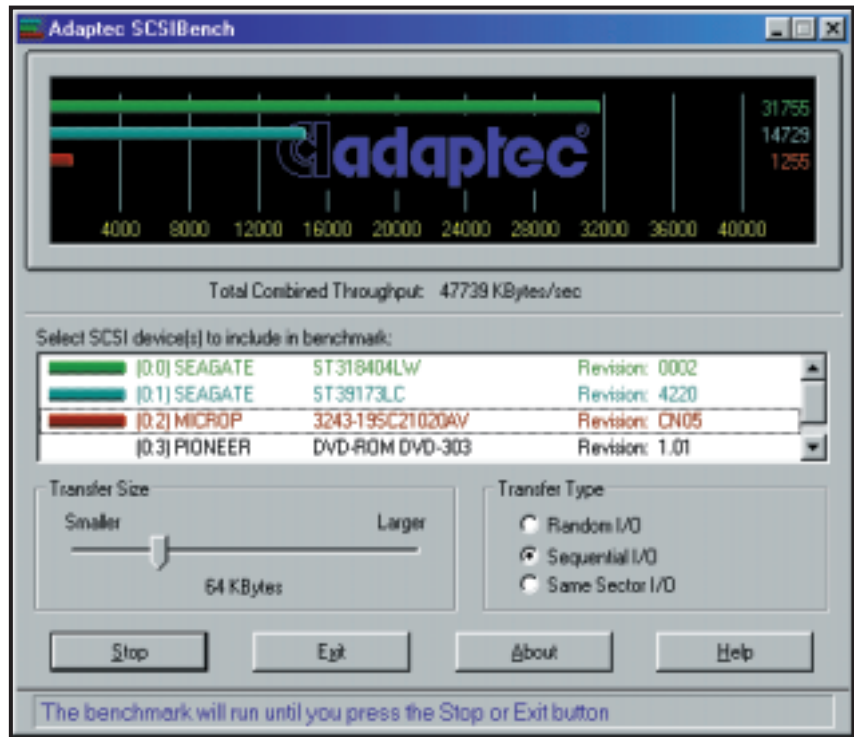 Adaptec SCSIBench
31755
14729
1255
adaptec®
4000 8000 12000 16000 20000 24000 28000 32000 36000 40000
Total Combined Throughput: 47739 KBytes/sec
Select SCSI device(s) to include in benchmark:
(0:0) SEAGATE ST318404LW Revision: 0002
(0:1) SEAGATE ST39173LC Revision: 4220
(0:2) MICROP 3243-19SC21020AV Revision: CN05
(0:3) PIONEER DVD-ROM DVD-303 Revision: 1.01
Transfer Size
Smaller Larger
64 KBytes
Transfer Type
Random I/O
Sequential I/O
Same Sector I/O
Stop Exit About Help
The benchmark will run until you press the Stop or Exit button